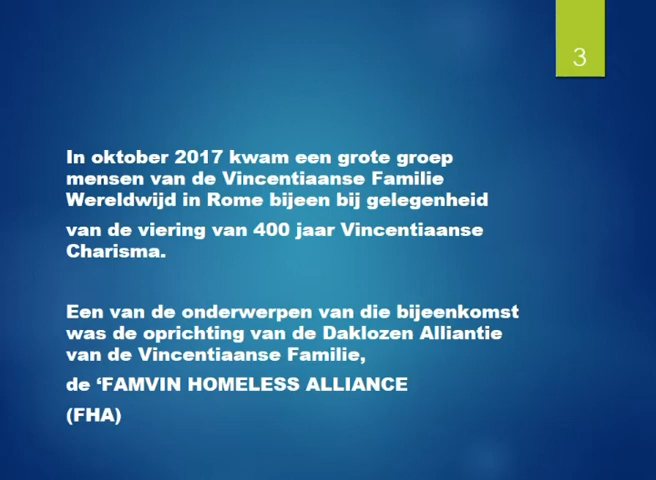 3
In oktober 2017 kwam een grote groep
mensen van de Vincentiaanse Familie
Wereldwijd in Rome bijeen bij gelegenheid
van de viering van 400 jaar Vincentiaanse
Charisma.
Een van de onderwerpen van die bijeenkomst
was de oprichting van de Daklozen Alliantie
van de Vincentiaanse Familie,
de ‘FAMVIN HOMELESS ALLIANCE
(FHA)